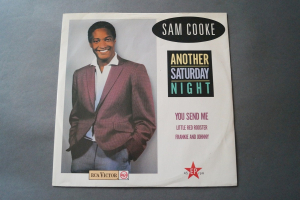 SAM COOKE
ANOTHER
SATURDAY
NIGHT
YOU SEND ME
LITTLE RED ROOSTER
FRANKIE AND JOHNNY
RCA VICTOR